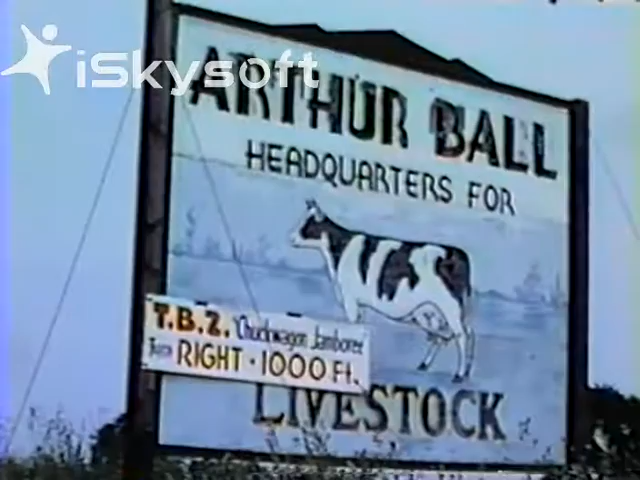 iSkysoft
ARTHUR BALL
HEADQUARTERS FOR
T.B.Z. Chuckwagon Jamboree
Turn RIGHT · 1000 FT.
LIVESTOCK